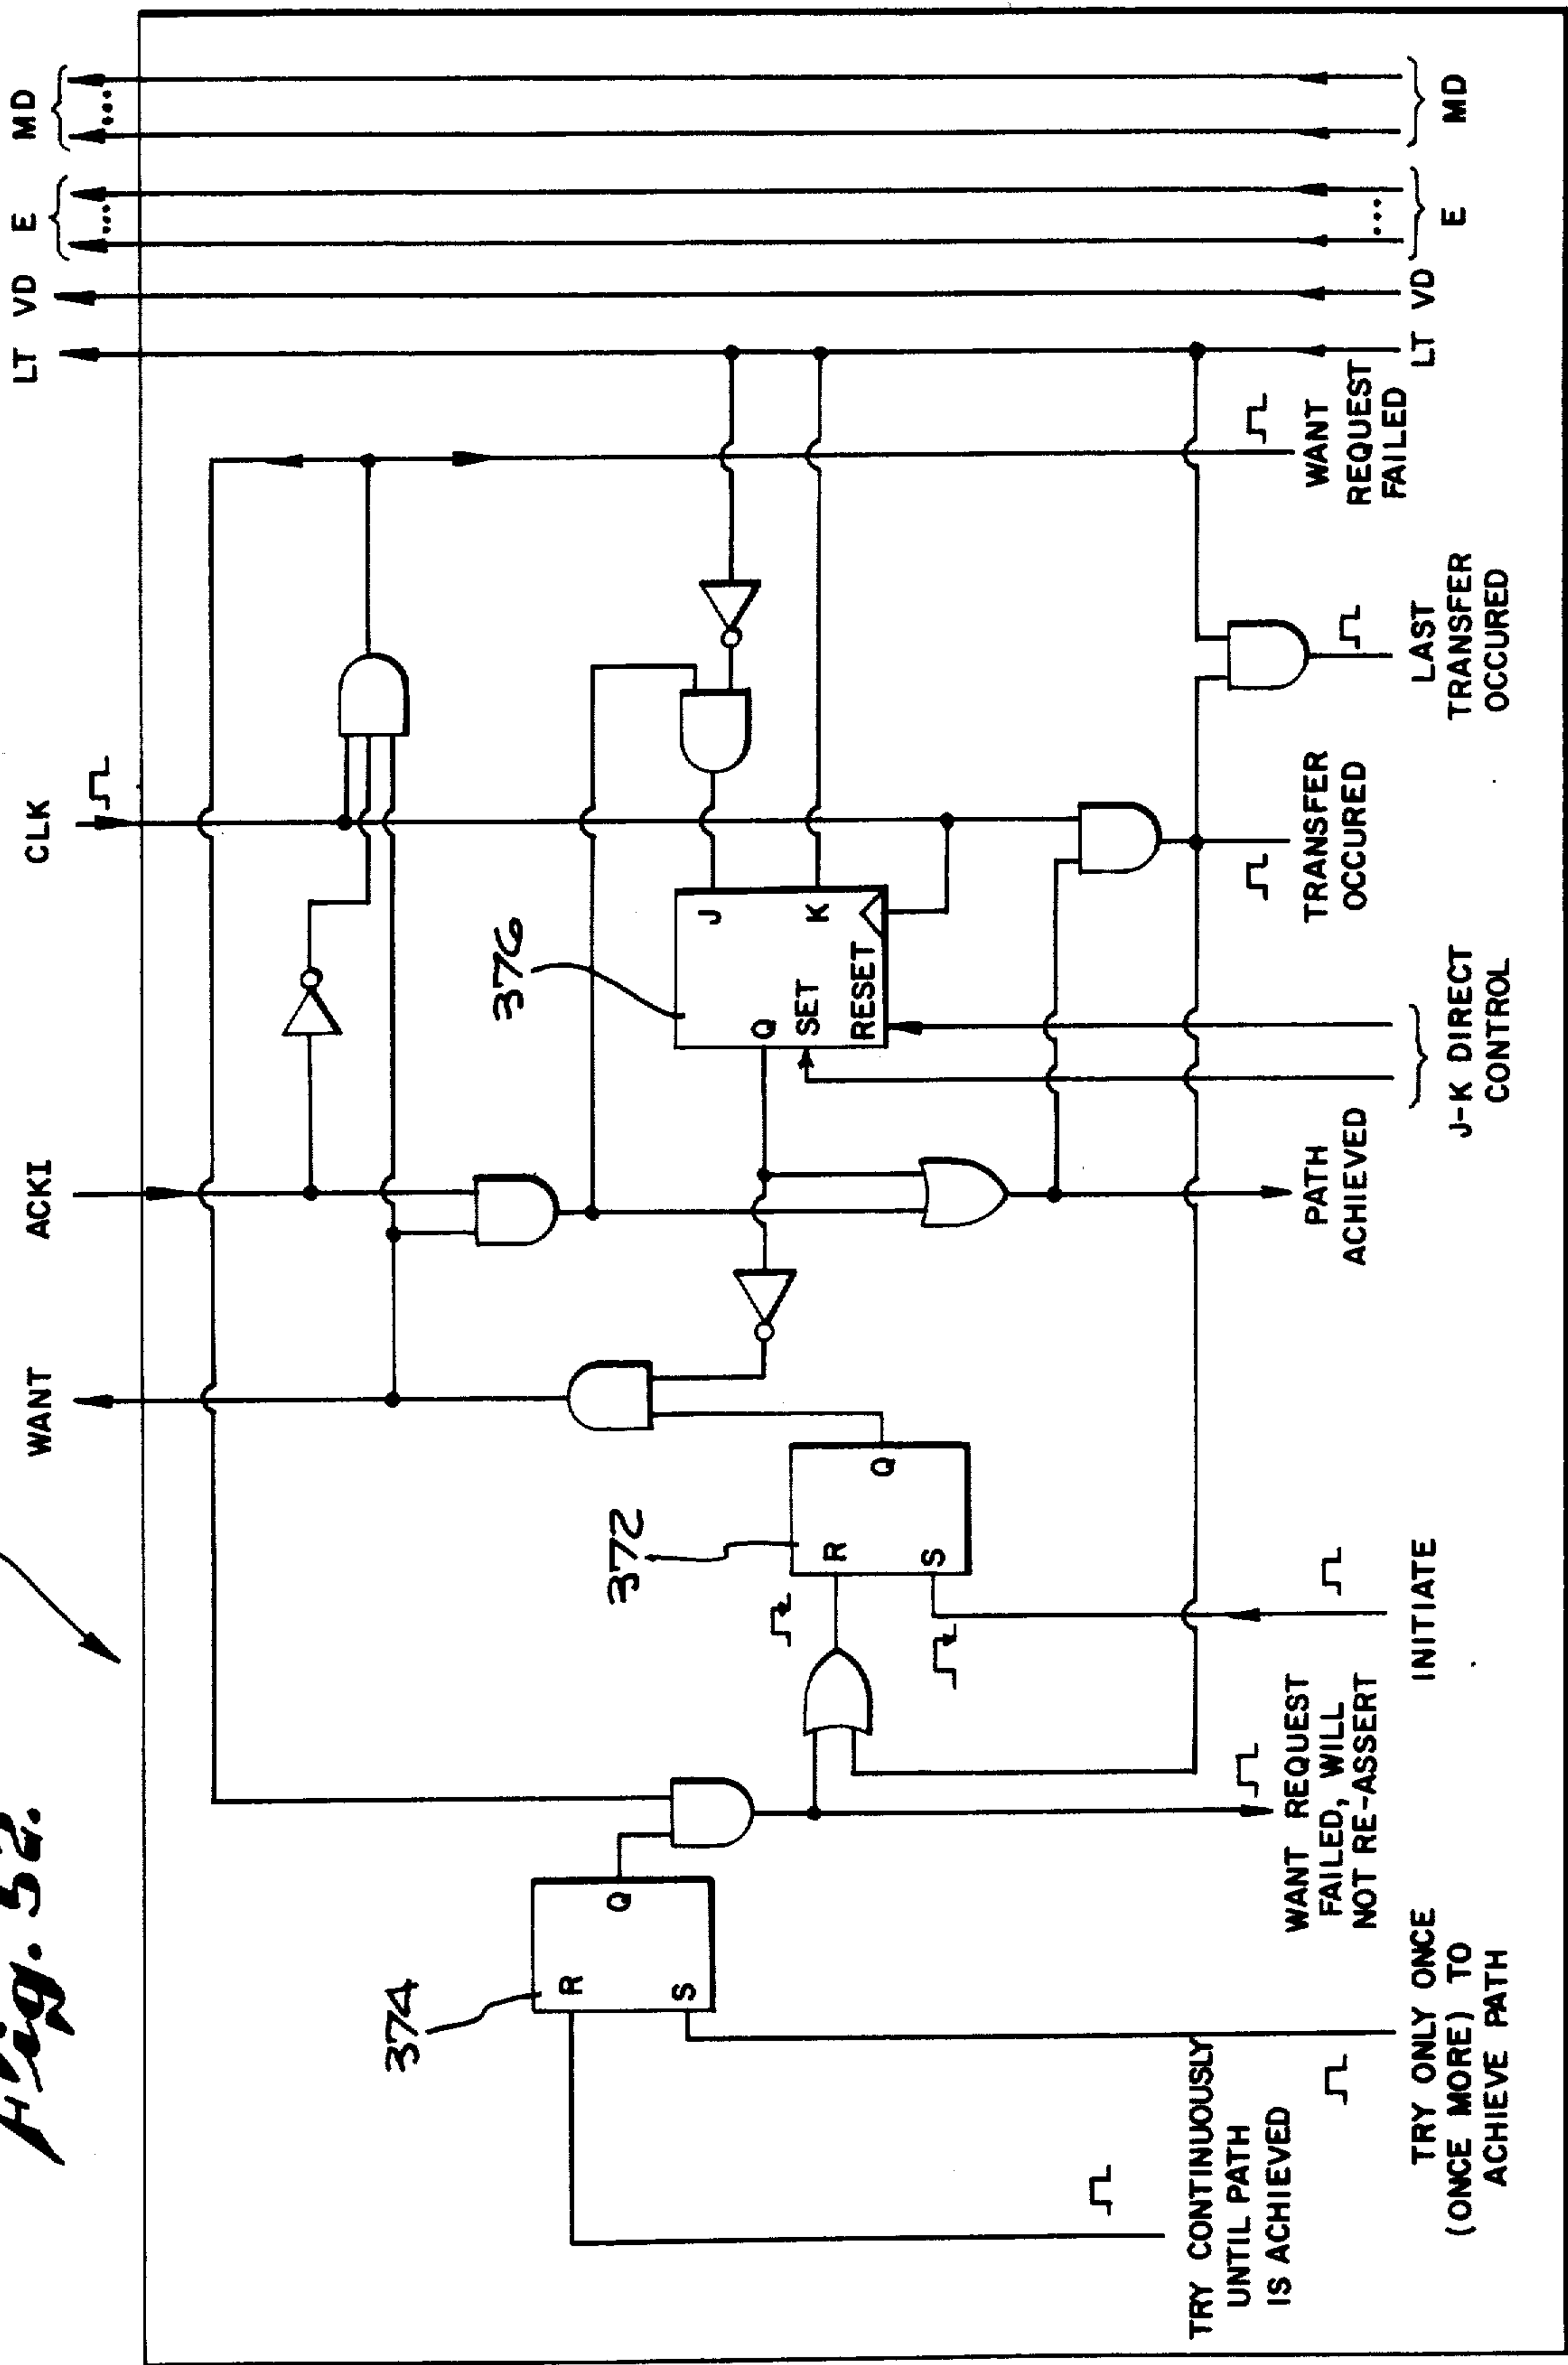 Fig. 52.
WANT
ACKI
CLK
LT
VD
E
MD
374
R
S
Q
372
R
S
Q
376
J
K
Q
SET
RESET
TRY CONTINUOUSLY
UNTIL PATH
IS ACHIEVED
TRY ONLY ONCE
(ONCE MORE) TO
ACHIEVE PATH
WANT REQUEST
FAILED, WILL
NOT RE-ASSERT
INITIATE
PATH
ACHIEVED
J-K DIRECT
CONTROL
TRANSFER
OCCURED
LAST
TRANSFER
OCCURED
WANT
REQUEST
FAILED
LT
VD
E
MD